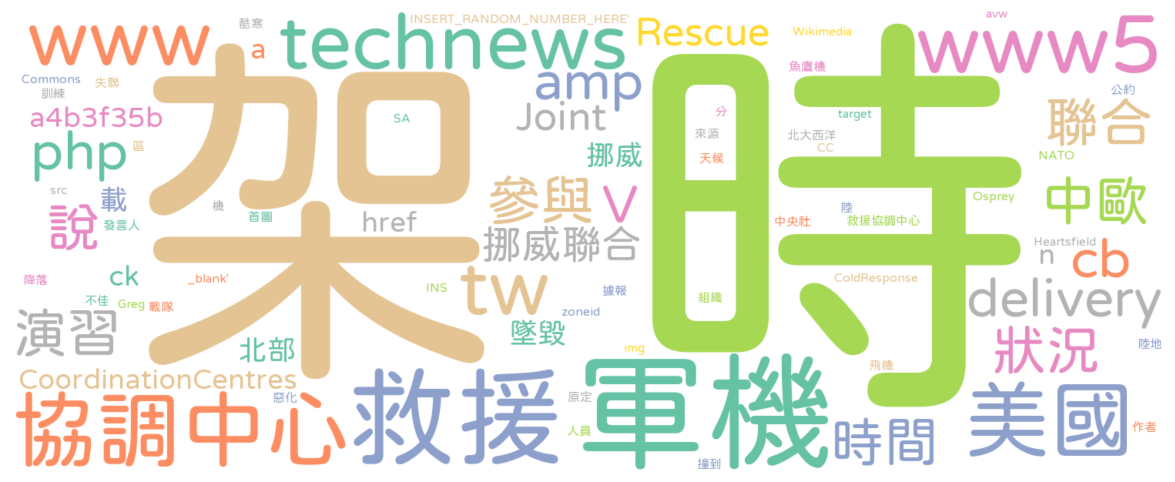 INSERT_RANDOM_NUMBER_HERE'
avw
www
酷寒
a
technews
Rescue
Wikimedia
www5
Commons
失聯
訓練
架
時
amp
魚鷹機
公約
a4b3f35b
SA
Joint
分
target
聯合
php
區
來源
北大西洋
CC
挪威
天候
NATO
src
載
參與
V
Osprey
中歐
說
機
首圖
href
陸
發言人
中央社
救援協調中心
挪威聯合
Heartsfield
n
cb
降落
ck
_blank'
tw
INS
據報
組織
ColdResponse
delivery
不佳
Greg
戰隊
zoneid
演習
墜毀
狀況
陸地
北部
img
飛機
CoordinationCentres
惡化
原定
協調中心
救援
軍機
人員
時間
美國
作者
撞到